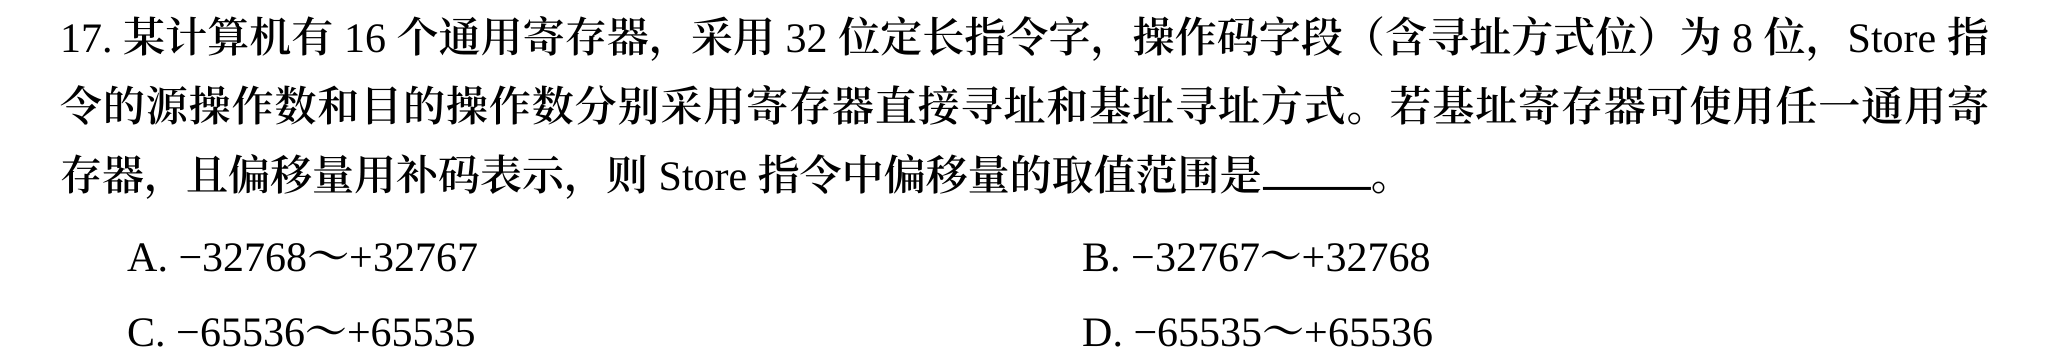 17. 某计算机有 16 个通用寄存器，采用 32 位定长指令字，操作码字段（含寻址方式位）为 8 位，Store 指
令的源操作数和目的操作数分别采用寄存器直接寻址和基址寻址方式。若基址寄存器可使用任一通用寄
存器，且偏移量用补码表示，则 Store 指令中偏移量的取值范围是_____。
A. −32768～+32767 B. −32767～+32768
C. −65536～+65535 D. −65535～+65536